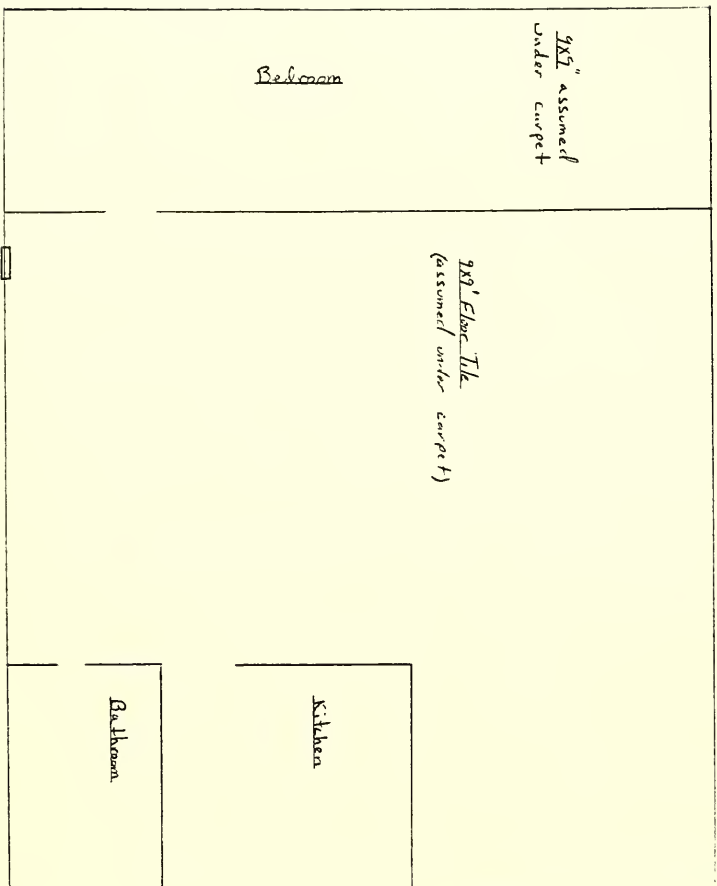 Bedroom
9X9" assumed
under carpet
9X9' Floor Tile
(assumed under carpet)
Kitchen
Bathroom